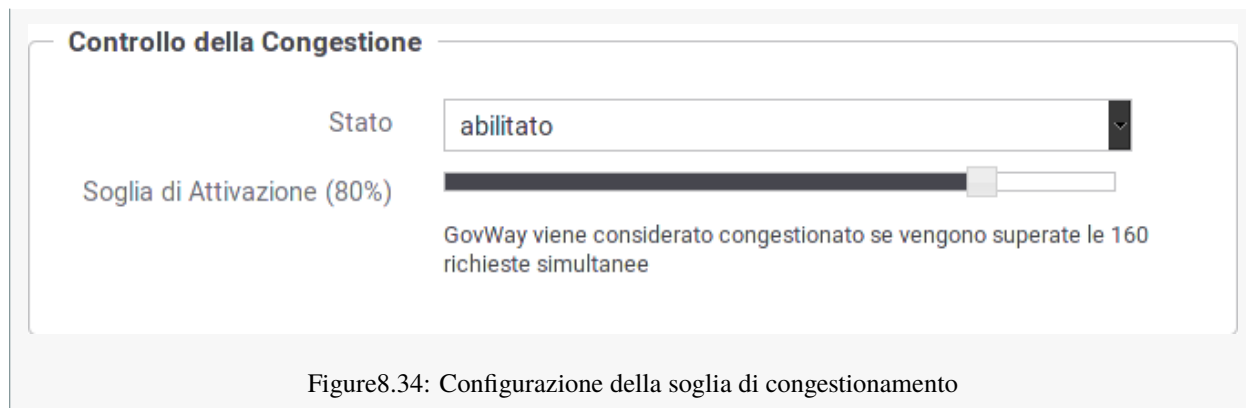 Controllo della Congestione
Stato
abilitato
Soglia di Attivazione (80%)
GovWay viene considerato congestionato se vengono superate le 160
richieste simultanee
Figure8.34: Configurazione della soglia di congestionamento